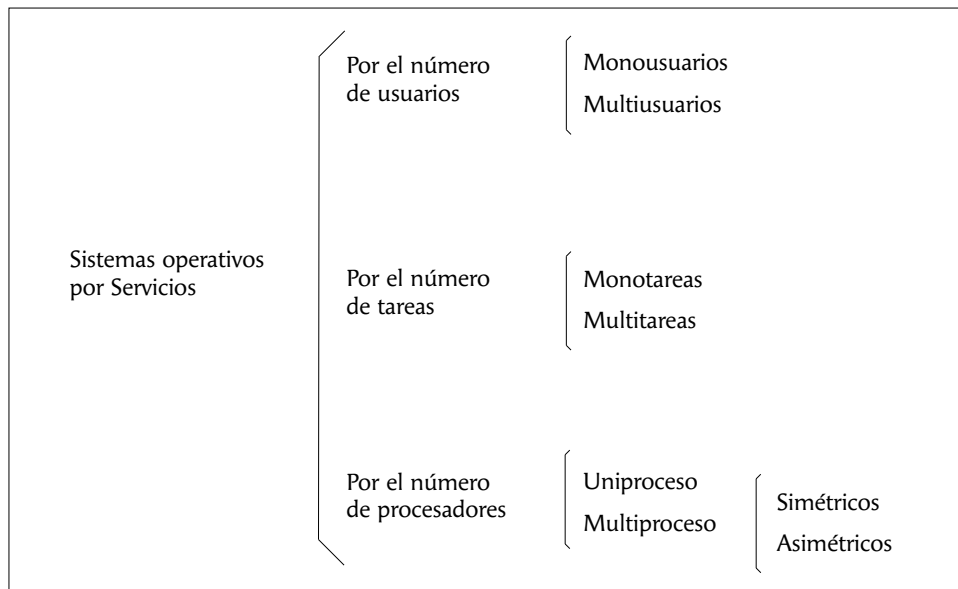 Sistemas operativos
por Servicios
Por el número
de usuarios
Monousuarios
Multiusuarios
Por el número
de tareas
Monotareas
Multitareas
Por el número
de procesadores
Uniproceso
Multiproceso
Simétricos
Asimétricos